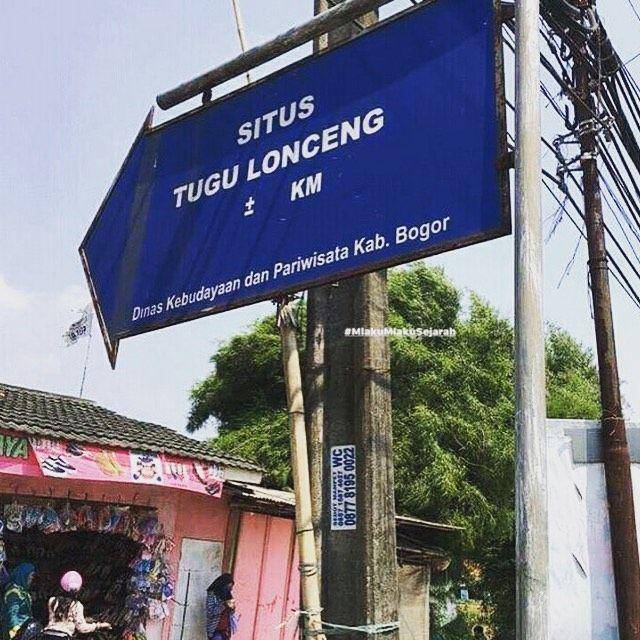 SITUS
TUGU LONCENG
± KM
Dinas Kebudayaan dan Pariwisata Kab. Bogor
#MlakuMlakuSejarah
WC
0877 8195 0022